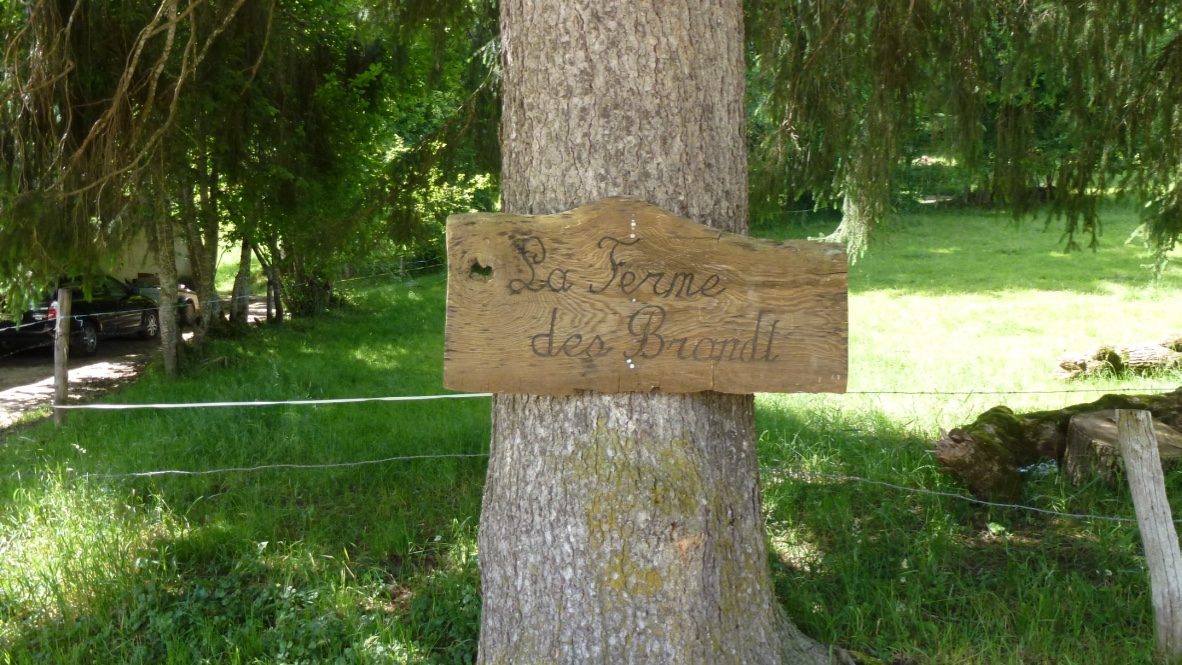 La Ferme
des Brandt